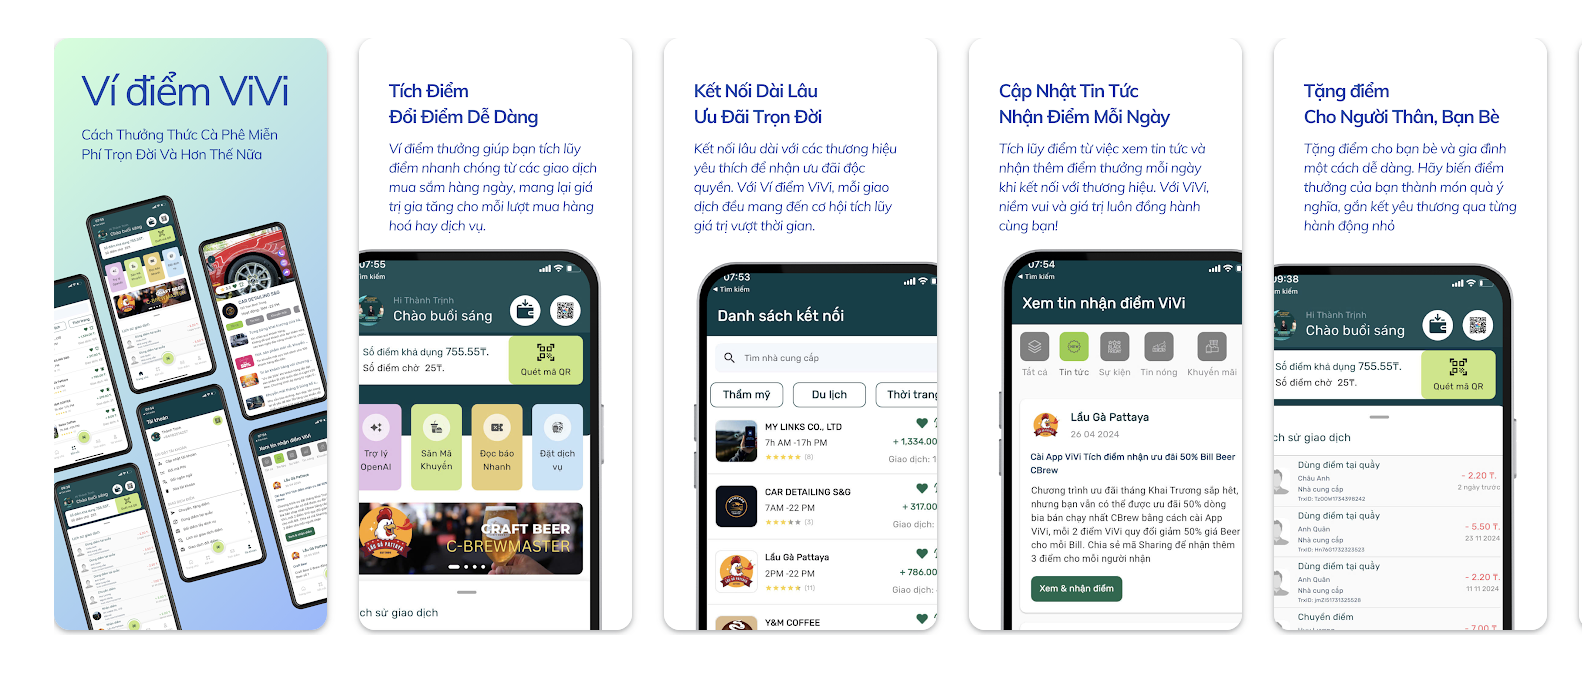 Ví điểm ViVi
Cách Thưởng Thức Cà Phê Miễn
Phí Trọn Đời Và Hơn Thế Nữa
Tích Điểm
Đổi Điểm Dễ Dàng
Ví điểm thưởng giúp bạn tích lũy
điểm nhanh chóng từ các giao dịch
mua sắm hàng ngày, mang lại giá
trị gia tăng cho mỗi lượt mua hàng
hoá hay dịch vụ.
07:55
Tìm kiếm
Hi Thành Trịnh
Chào buổi sáng
Số điểm khả dụng 755.55₸.
Số điểm chờ 25₸.
Quét mã QR
Trợ lý
OpenAI
Sàn Mã
Khuyến
Đọc báo
Nhanh
Đặt dịch
vụ
LẨU GÀ PATTAYA
CRAFT BEER
C-BREWMASTER
ch sử giao dịch
Kết Nối Dài Lâu
Ưu Đãi Trọn Đời
Kết nối lâu dài với các thương hiệu
yêu thích để nhận ưu đãi độc
quyền. Với Ví điểm ViVi, mỗi giao
dịch đều mang đến cơ hội tích lũy
giá trị vượt thời gian.
07:53
Tìm kiếm
Danh sách kết nối
Tìm nhà cung cấp
Thẩm mỹ
Du lịch
Thời trang
MY LINKS CO., LTD
7h AM -17h PM
+ 1,334.00
(8)
Giao dịch: 1
CAR DETAILING S&G
7AM -22 PM
+ 317.00
(3)
Giao dịch:
Lẩu Gà Pattaya
2PM -22 PM
+ 786.00
(11)
Giao dịch:
Y&M COFFEE
Cập Nhật Tin Tức
Nhận Điểm Mỗi Ngày
Tích lũy điểm từ việc xem tin tức và
nhận thêm điểm thưởng mỗi ngày
khi kết nối với thương hiệu. Với ViVi,
niềm vui và giá trị luôn đồng hành
cùng bạn!
07:54
Tìm kiếm
Xem tin nhận điểm ViVi
Tất cả
Tin tức
Sự kiện
Tin nóng
Khuyến mãi
Lẩu Gà Pattaya
26 04 2024
Cài App ViVi Tích điểm nhận ưu đãi 50% Bill Beer
CBrew
Chương trình ưu đãi tháng Khai Trương sắp hết,
nhưng bạn vẫn có thể được ưu đãi 50% dòng
bia bán chạy nhất CBrew bằng cách cài App
ViVi, mỗi 2 điểm ViVi quy đổi giảm 50% giá Beer
cho mỗi Bill. Chia sẻ mã Sharing để nhận thêm
3 điểm cho mỗi người nhận
Xem & nhận điểm
Tặng điểm
Cho Người Thân, Bạn Bè
Tặng điểm cho bạn bè và gia đình
một cách dễ dàng. Hãy biến điểm
thưởng của bạn thành món quà ý
nghĩa, gắn kết yêu thương qua từng
hành động nhỏ
09:38
Tìm kiếm
Hi Thành Trịnh
Chào buổi sáng
Số điểm khả dụng 755.55₸.
Số điểm chờ 25₸.
Quét mã QR
ch sử giao dịch
Dùng điểm tại quầy
Châu Anh
- 2.20 ₸.
Nhà cung cấp
2 ngày trước
Dùng điểm tại quầy
Anh Quân
- 5.50 ₸.
Nhà cung cấp
23 11 2024
TrxID: Hn7601732323523
Dùng điểm tại quầy
Anh Quân
- 2.20 ₸.
Nhà cung cấp
11 11 2024
Chuyển điểm
- 7.00 ₸.